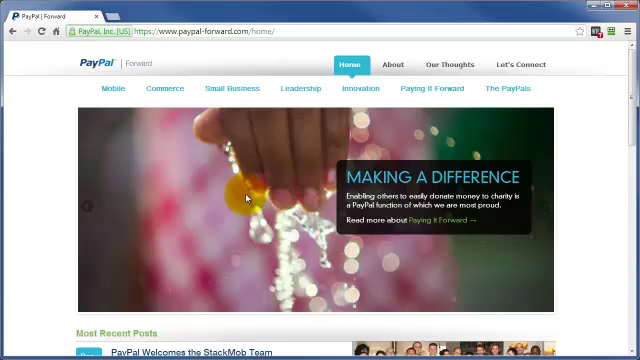 PayPal | Forward
PayPal, Inc. [US] https://www.paypal-forward.com/home/
PayPal Forward
Home About Our Thoughts Let's Connect
Mobile Commerce Small Business Leadership Innovation Paying It Forward The PayPals
MAKING A DIFFERENCE
Enabling others to easily donate money to charity is
a PayPal function of which we are most proud.
Read more about Paying it Forward →
Most Recent Posts
PayPal Welcomes the StackMob Team